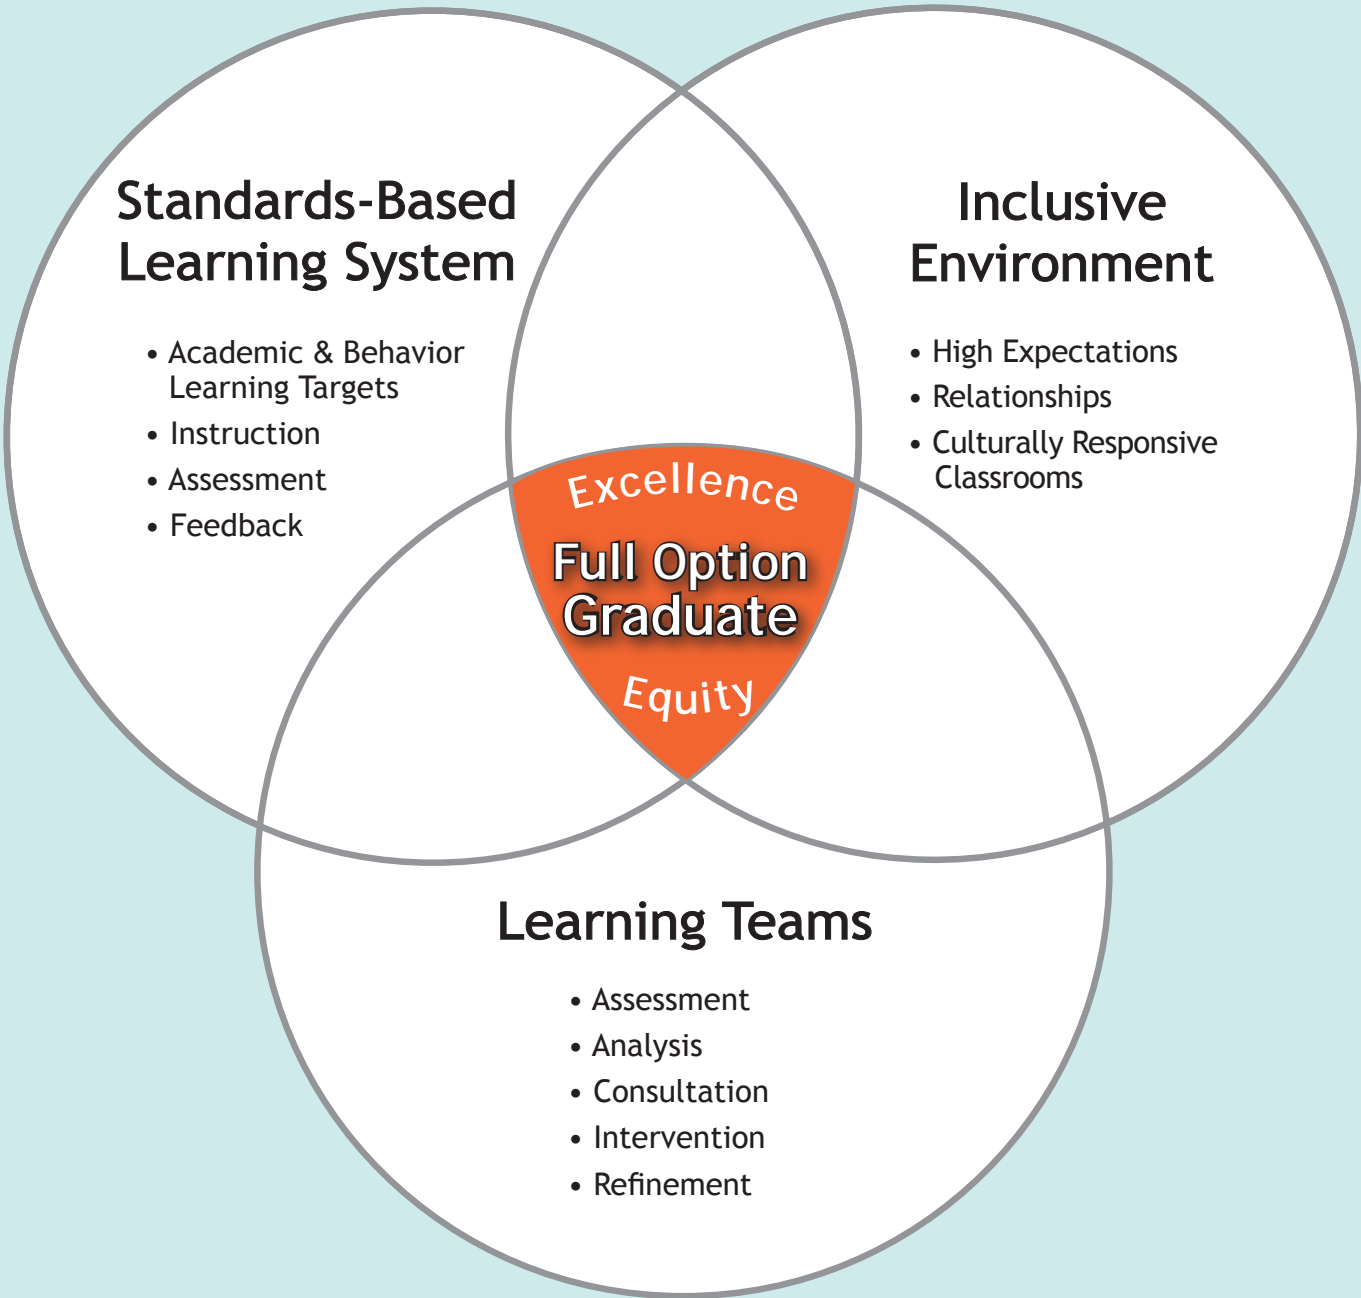 Standards-Based
Learning System
• Academic & Behavior
Learning Targets
• Instruction
• Assessment
• Feedback
Inclusive
Environment
• High Expectations
• Relationships
• Culturally Responsive
Classrooms
Excellence
Full Option
Graduate
Equity
Learning Teams
• Assessment
• Analysis
• Consultation
• Intervention
• Refinement